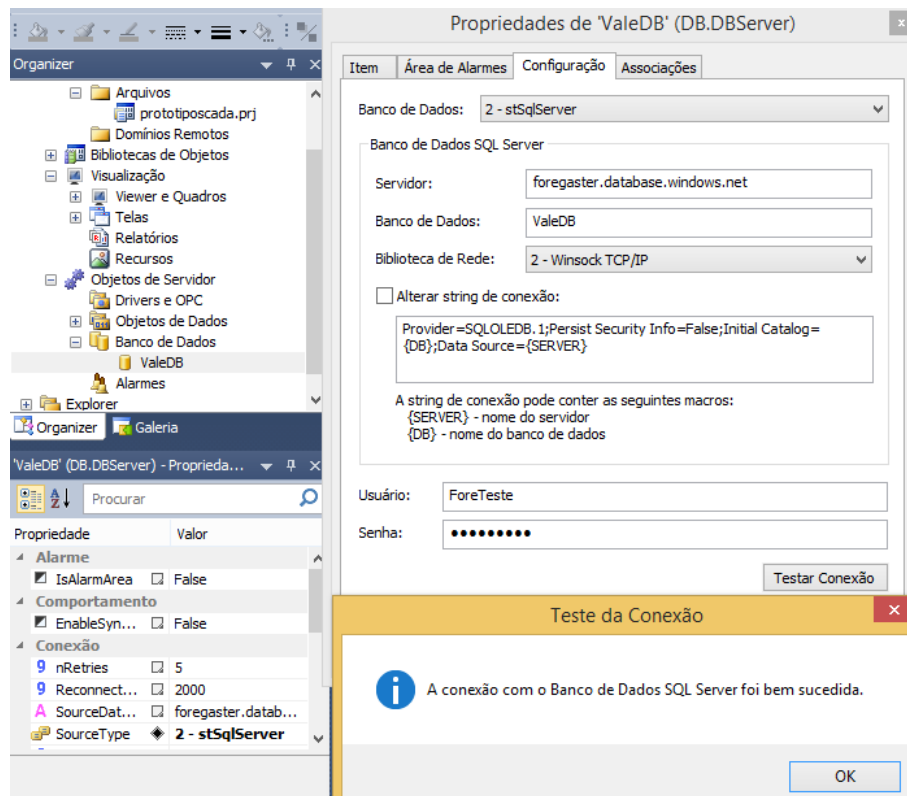 Organizer
Arquivos
prototiposcada.prj
Domínios Remotos
Bibliotecas de Objetos
Visualização
Viewer e Quadros
Telas
Relatórios
Recursos
Objetos de Servidor
Drivers e OPC
Objetos de Dados
Banco de Dados
ValeDB
Alarmes
Explorer
Organizer Galeria
'ValeDB' (DB.DBServer) - Proprieda...
Procurar
Propriedade Valor
Alarme
IsAlarmArea False
Comportamento
EnableSyn... False
Conexão
9 nRetries 5
9 Reconnect... 2000
A SourceDat... foregaster.datab...
SourceType 2 - stSqlServer
Propriedades de 'ValeDB' (DB.DBServer)
x
Item Área de Alarmes Configuração Associações
Banco de Dados: 2 - stSqlServer
Banco de Dados SQL Server
Servidor: foregaster.database.windows.net
Banco de Dados: ValeDB
Biblioteca de Rede: 2 - Winsock TCP/IP
Alterar string de conexão:
Provider=SQLOLEDB.1;Persist Security Info=False;Initial Catalog=
{DB};Data Source={SERVER}
A string de conexão pode conter as seguintes macros:
{SERVER} - nome do servidor
{DB} - nome do banco de dados
Usuário: ForeTeste
Senha: •••••••••
Testar Conexão
Teste da Conexão
A conexão com o Banco de Dados SQL Server foi bem sucedida.
OK